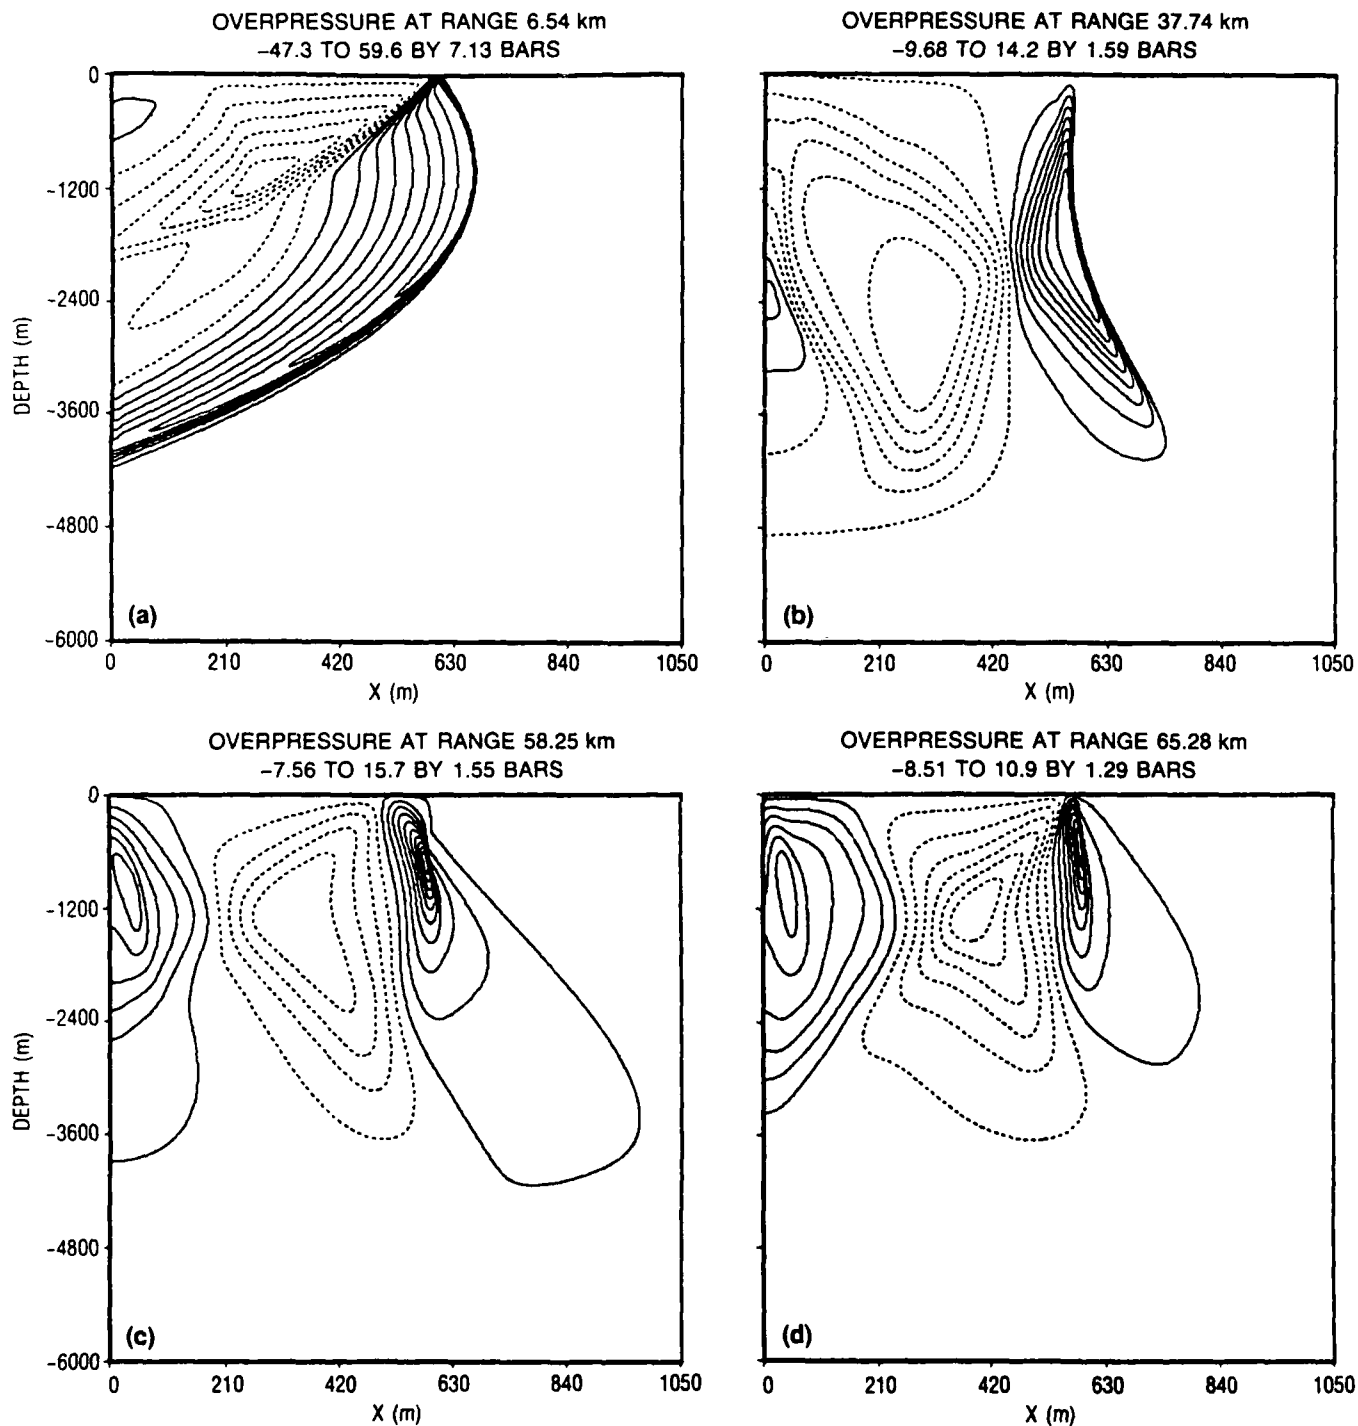 OVERPRESSURE AT RANGE 6.54 km
-47.3 TO 59.6 BY 7.13 BARS
0
-1200
-2400
-3600
-4800
-6000
DEPTH (m)
(a)
0 210 420 630 840 1050
X (m)
OVERPRESSURE AT RANGE 37.74 km
-9.68 TO 14.2 BY 1.59 BARS
(b)
0 210 420 630 840 1050
X (m)
OVERPRESSURE AT RANGE 58.25 km
-7.56 TO 15.7 BY 1.55 BARS
0
-1200
-2400
-3600
-4800
-6000
DEPTH (m)
(c)
0 210 420 630 840 1050
X (m)
OVERPRESSURE AT RANGE 65.28 km
-8.51 TO 10.9 BY 1.29 BARS
(d)
0 210 420 630 840 1050
X (m)